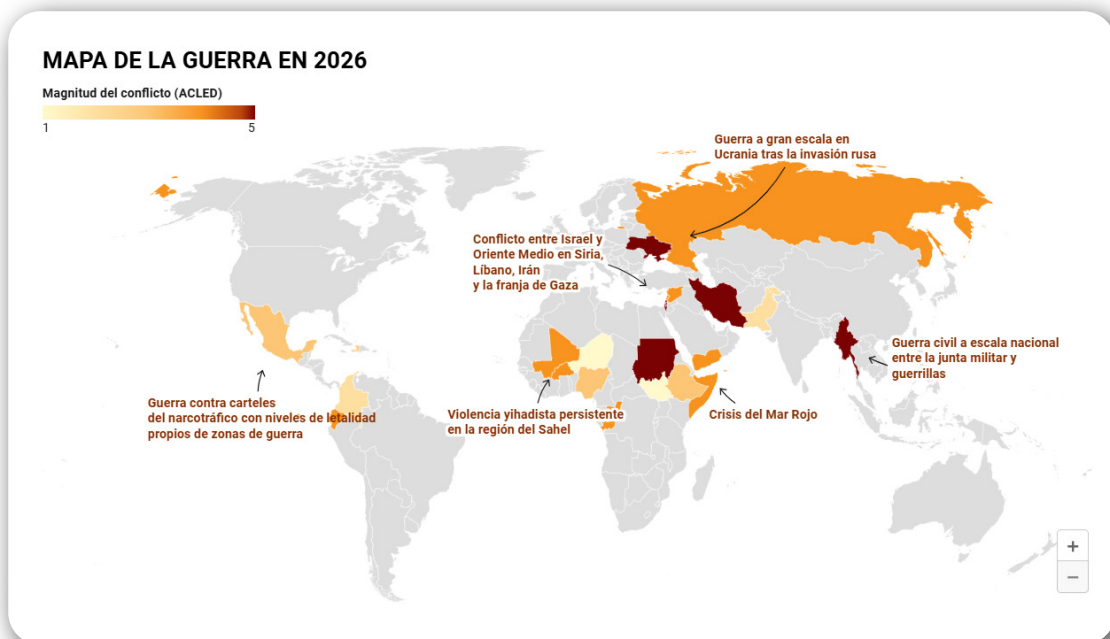 MAPA DE LA GUERRA EN 2026
Magnitud del conflicto (ACLED)
1 5
Guerra a gran escala en
Ucrania tras la invasión rusa
Conflicto entre Israel y
Oriente Medio en Siria,
Líbano, Irán
y la franja de Gaza
Guerra civil a escala nacional
entre la junta militar y
guerrillas
Guerra contra carteles
del narcotráfico con niveles de letalidad
propios de zonas de guerra
Violencia yihadista persistente
en la región del Sahel
Crisis del Mar Rojo
+
−